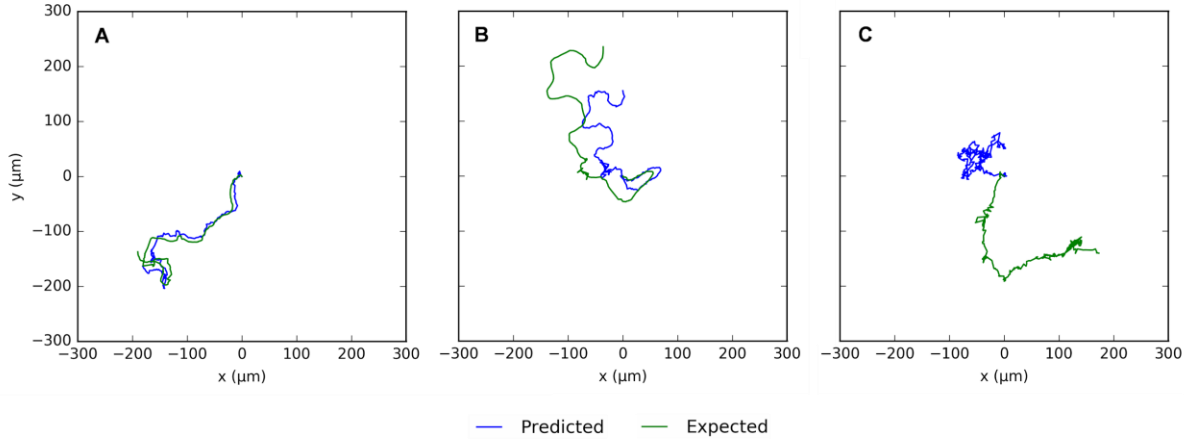 A
B
C
300
200
100
0
−100
−200
−300
y (μm)
−300 −200 −100 0 100 200 300
−300 −200 −100 0 100 200 300
−300 −200 −100 0 100 200 300
x (μm)
x (μm)
x (μm)
Predicted Expected